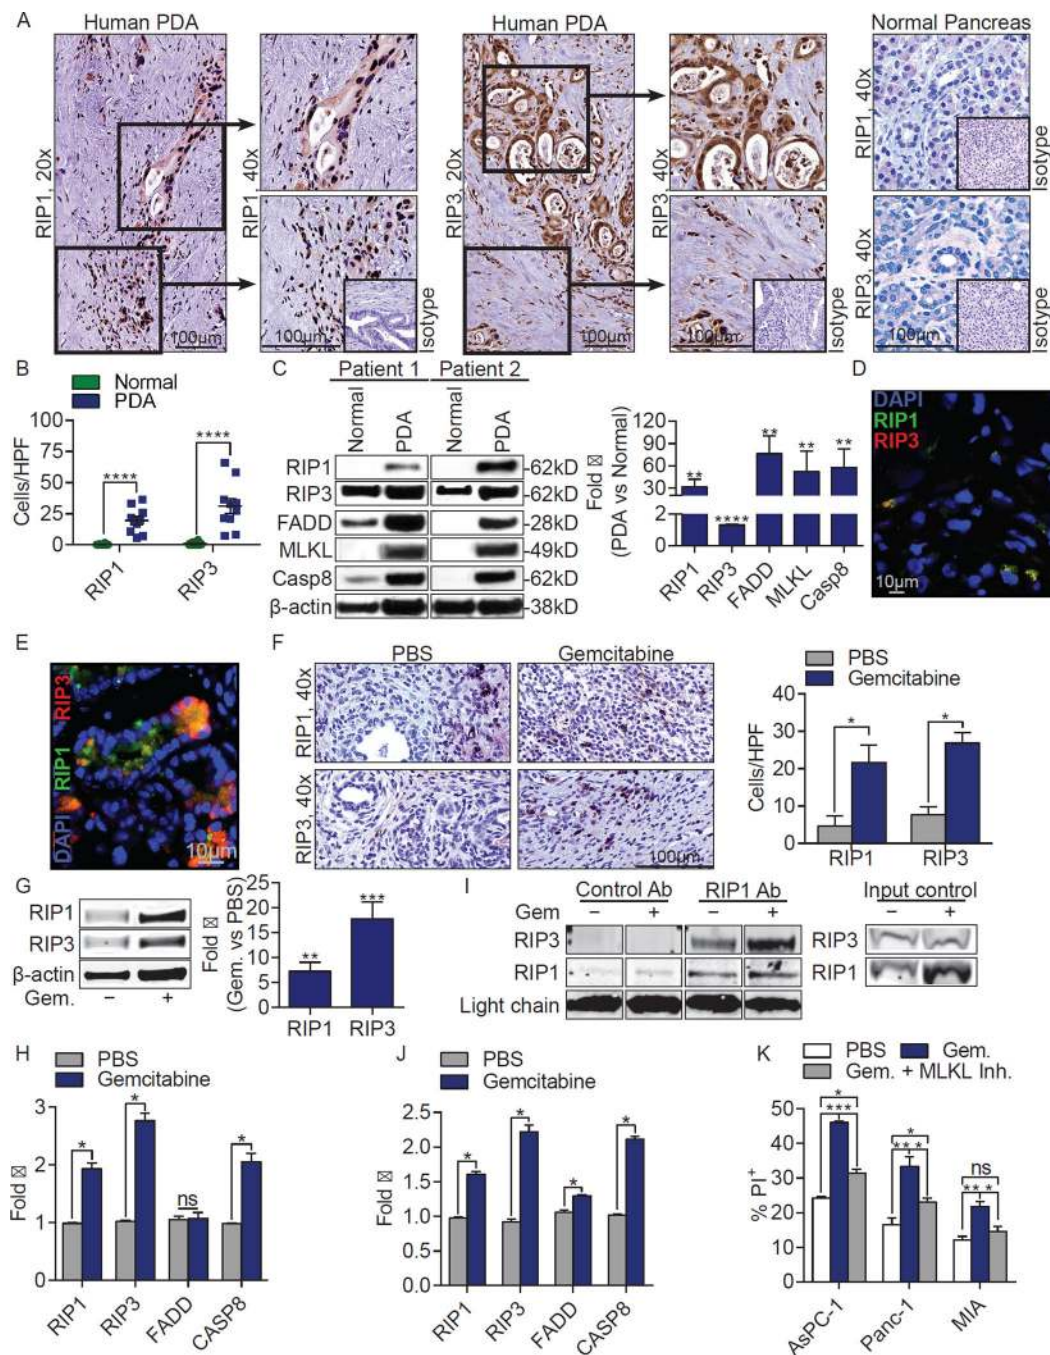 A
Human PDA
Human PDA
Normal Pancreas
RIP1, 20x
RIP1, 40x
RIP3, 20x
RIP3, 40x
RIP1, 40x
RIP3, 40x
Isotype
Isotype
Isotype
Isotype
100µm
100µm
100µm
100µm
100µm
B
Normal
PDA
Cells/HPF
100
75
50
25
0
****
****
RIP1
RIP3
C
Patient 1
Patient 2
Normal
PDA
Normal
PDA
RIP1
-62kD
RIP3
-62kD
FADD
-28kD
MLKL
-49kD
Casp8
-62kD
β-actin
-38kD
Fold
(PDA vs Normal)
120
90
60
30
2
0
**
****
**
**
**
RIP1
RIP3
FADD
MLKL
Casp8
D
DAPI
RIP1
RIP3
10µm
E
DAPI RIP1 RIP3
10µm
F
PBS
Gemcitabine
RIP1, 40x
RIP3, 40x
100µm
PBS
Gemcitabine
Cells/HPF
40
30
20
10
0
*
*
RIP1
RIP3
G
RIP1
RIP3
β-actin
Gem. – +
Fold
(Gem. vs PBS)
25
20
15
10
5
0
**
***
RIP1
RIP3
I
Control Ab
RIP1 Ab
Input control
Gem – + – +
– +
RIP3
RIP1
Light chain
RIP3
RIP1
H
PBS
Gemcitabine
Fold
3
2
1
0
*
*
ns
*
RIP1
RIP3
FADD
CASP8
J
PBS
Gemcitabine
Fold
2.5
2.0
1.5
1.0
0.5
0
*
*
*
*
RIP1
RIP3
FADD
CASP8
K
PBS
Gem.
Gem. + MLKL Inh.
% PI+
50
40
30
20
10
0
*
***
*
***
ns
***
AsPC-1
Panc-1
MIA